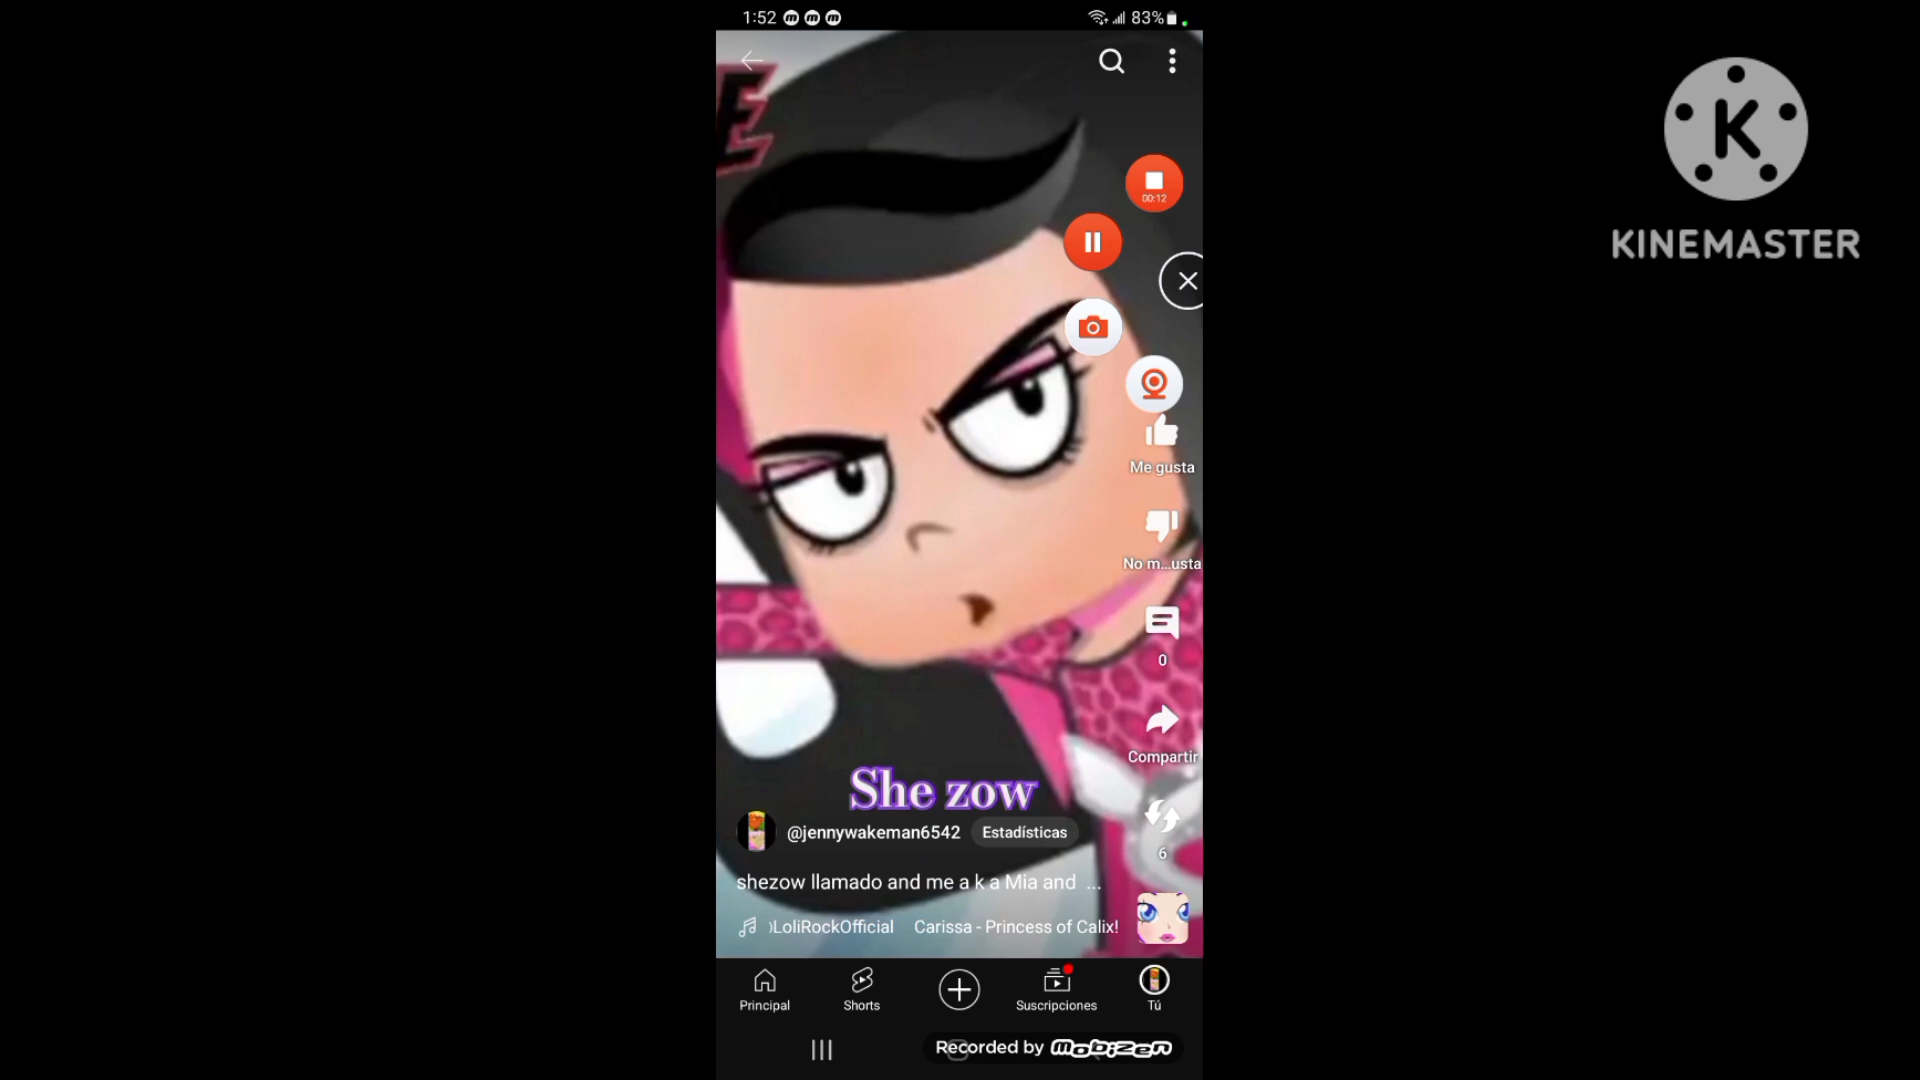 1:52
83%
E
00:12
KINEMASTER
Me gusta
No m...usta
0
Compartir
She zow
@jennywakeman6542
Estadísticas
6
shezow llamado and me a k a Mia and ...
)LoliRockOfficial Carissa - Princess of Calix!
Principal
Shorts
Suscripciones
Tú
Recorded by mobizen